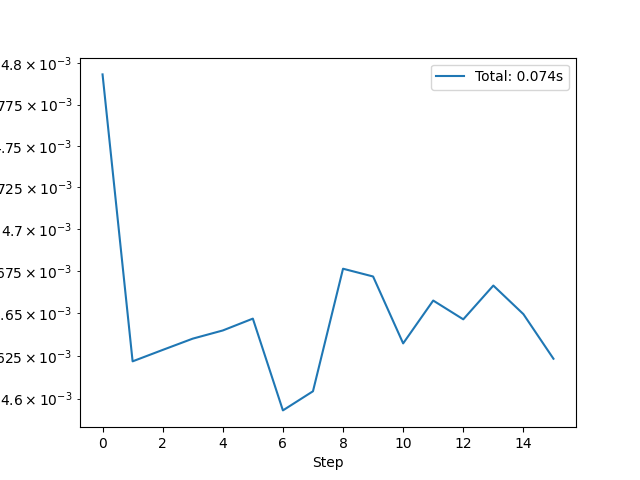 4.8 × 10⁻³
775 × 10⁻³
.75 × 10⁻³
725 × 10⁻³
4.7 × 10⁻³
675 × 10⁻³
.65 × 10⁻³
625 × 10⁻³
4.6 × 10⁻³
Total: 0.074s
0 2 4 6 8 10 12 14
Step